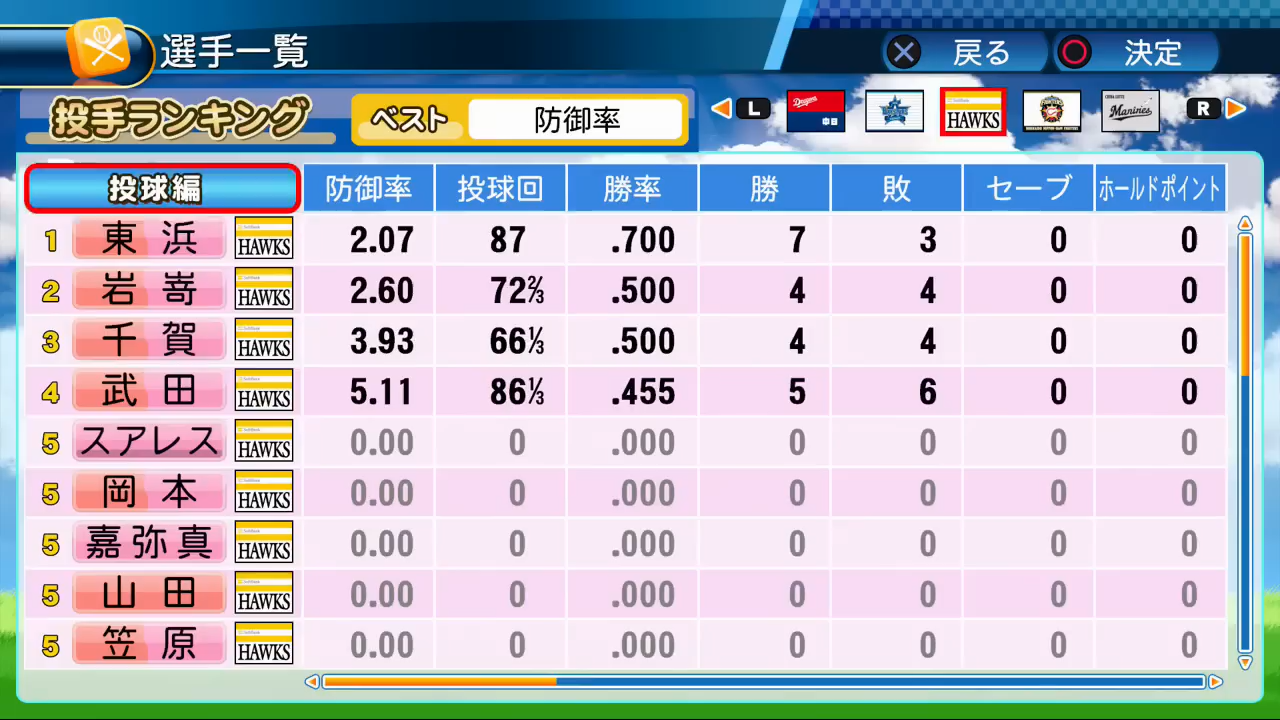 選手一覧
戻る
決定
投手ランキング
ベスト 防御率
L Dragons 中日 HAWKS FIGHTERS Marines R
投球編 防御率 投球回 勝率 勝 敗 セーブ ホールドポイント
1 東浜 HAWKS 2.07 87 .700 7 3 0 0
2 岩嵜 HAWKS 2.60 72⅔ .500 4 4 0 0
3 千賀 HAWKS 3.93 66⅓ .500 4 4 0 0
4 武田 HAWKS 5.11 86⅓ .455 5 6 0 0
5 スアレス HAWKS 0.00 0 .000 0 0 0 0
5 岡本 HAWKS 0.00 0 .000 0 0 0 0
5 嘉弥真 HAWKS 0.00 0 .000 0 0 0 0
5 山田 HAWKS 0.00 0 .000 0 0 0 0
5 笠原 HAWKS 0.00 0 .000 0 0 0 0